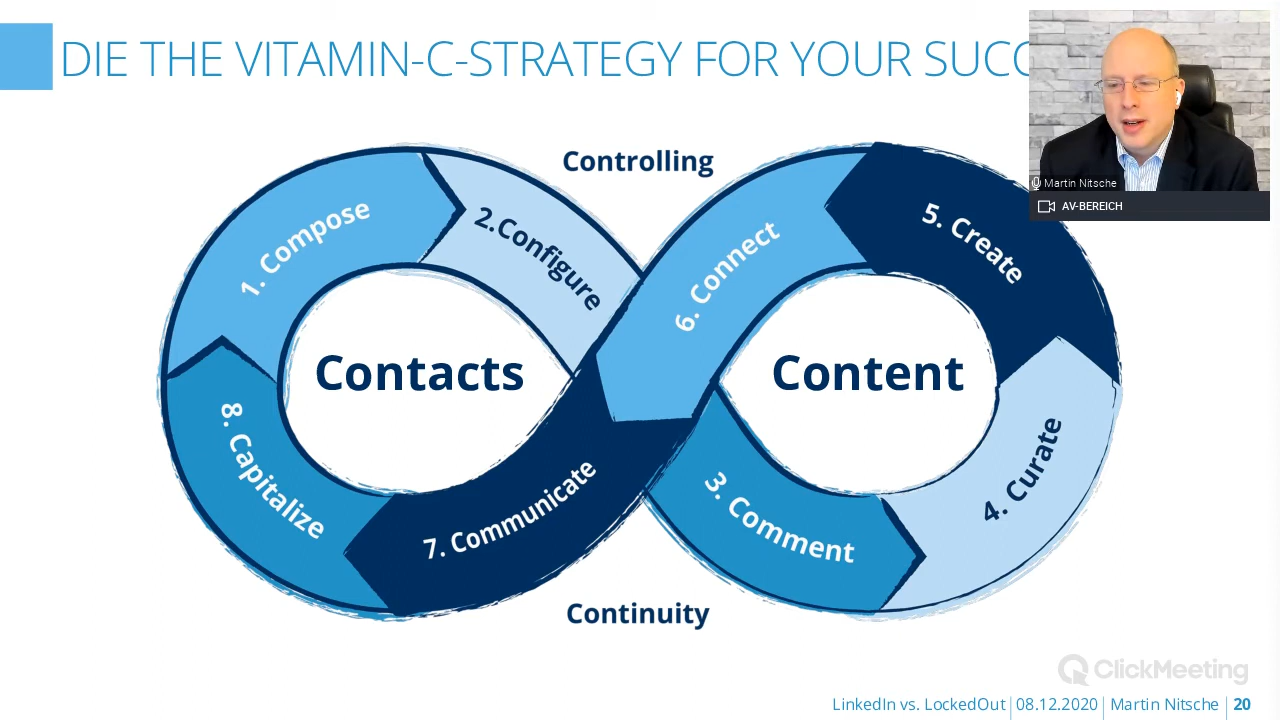 DIE THE VITAMIN-C-STRATEGY FOR YOUR
Martin Nitsche
AV-BEREICH
Controlling
1. Compose
2.Configure
6. Connect
5. Create
Contacts
Content
8. Capitalize
7. Communicate
3. Comment
4. Curate
Continuity
ClickMeeting
LinkedIn vs. LockedOut | 08.12.2020 | Martin Nitsche | 20